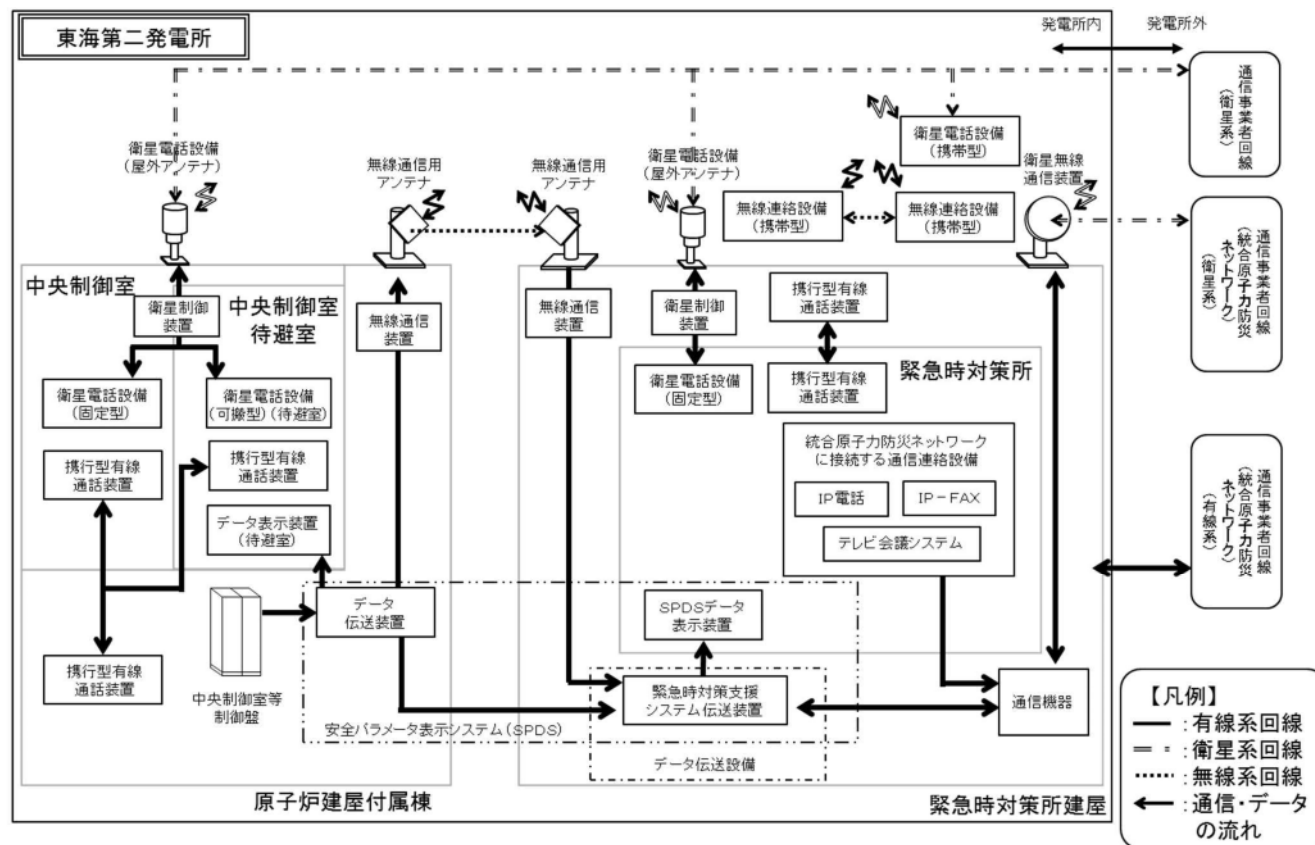 東海第二発電所
発電所内
発電所外
通信事業者回線
(衛星系)
衛星電話設備
(屋外アンテナ)
無線通信用
アンテナ
無線通信用
アンテナ
衛星電話設備
(屋外アンテナ)
衛星電話設備
(携帯型)
無線連絡設備
(携帯型)
無線連絡設備
(携帯型)
衛星無線
通信装置
通信事業者回線
(統合原子力防災
ネットワーク)
(衛星系)
中央制御室
中央制御室
待避室
衛星制御
装置
無線通信
装置
無線通信
装置
衛星制御
装置
携行型有線
通話装置
緊急時対策所
衛星電話設備
(固定型)
衛星電話設備
(可搬型)(待避室)
衛星電話設備
(固定型)
携行型有線
通話装置
携行型有線
通話装置
携行型有線
通話装置
統合原子力防災ネットワーク
に接続する通信連絡設備
IP電話
IP-FAX
テレビ会議システム
通信事業者回線
(統合原子力防災
ネットワーク)
(有線系)
データ表示装置
(待避室)
データ
伝送装置
SPDSデータ
表示装置
携行型有線
通話装置
中央制御室等
制御盤
緊急時対策支援
システム伝送装置
通信機器
安全パラメータ表示システム(SPDS)
データ伝送設備
原子炉建屋付属棟
緊急時対策所建屋
【凡例】
:有線系回線
:衛星系回線
:無線系回線
:通信・データ
の流れ